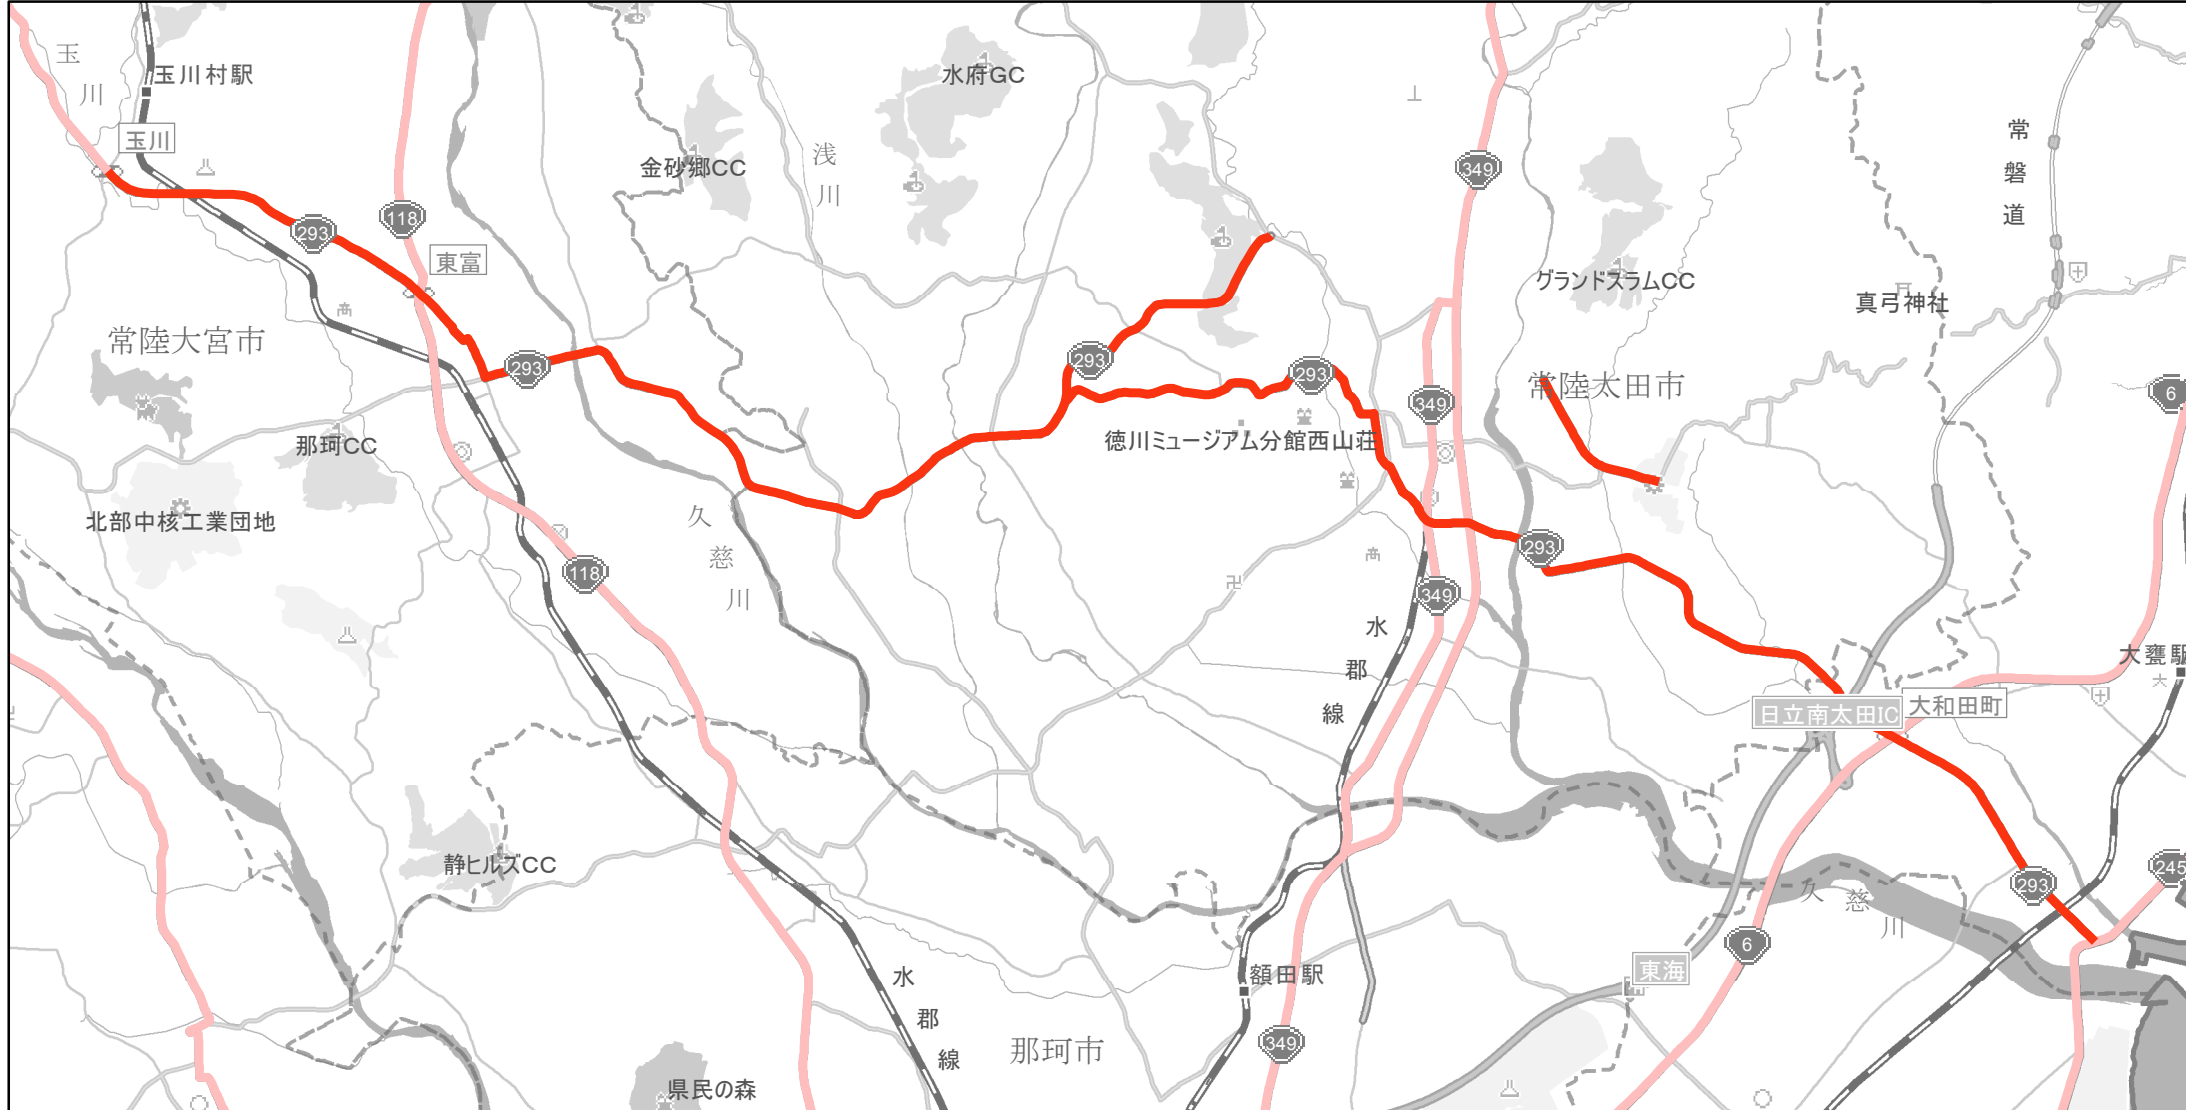 玉川
玉川村駅
玉川
293
118
東富
水府GC
金砂郷CC
浅川
349
グランドスラムCC
常磐道
真弓神社
常陸大宮市
293
293
293
349
常陸太田市
6
那珂CC
徳川ミュージアム分館西山荘
北部中核工業団地
久慈川
118
293
349
水郡線
大甕駅
日立南太田IC
大和田町
静ヒルズCC
293
245
久慈川
6
東海
額田駅
水郡線
349
那珂市
県民の森